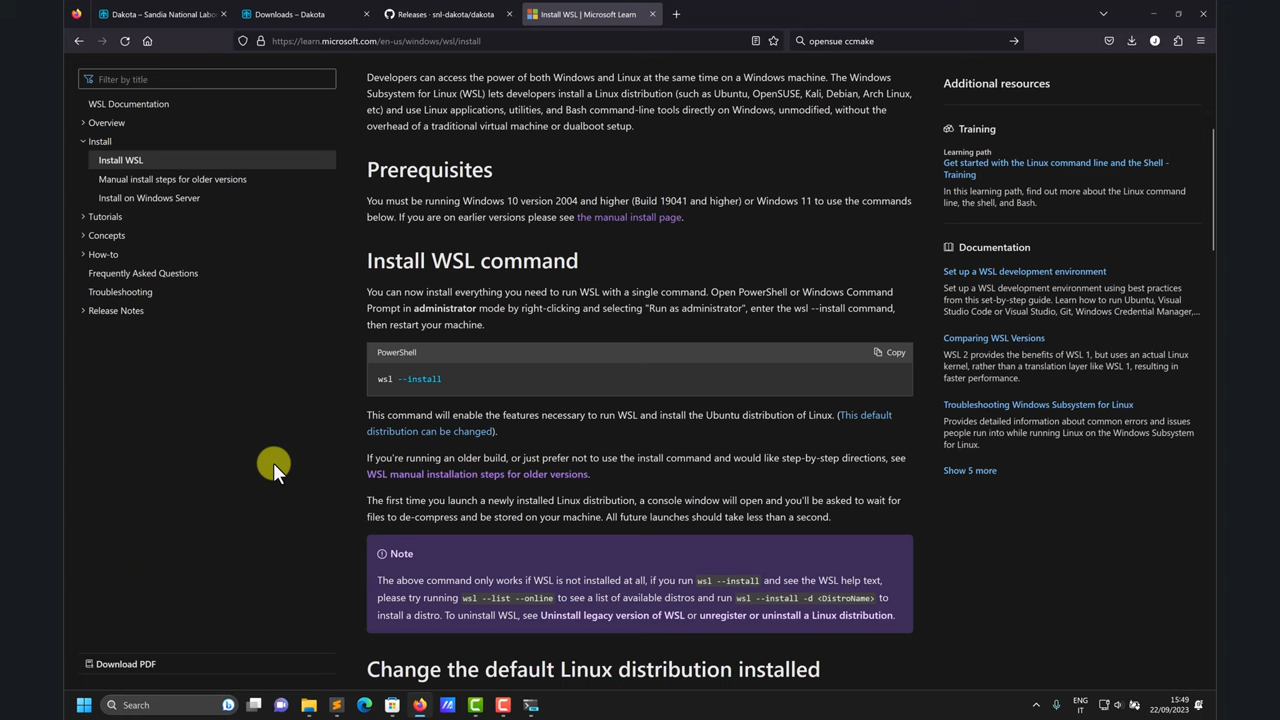 Dakota – Sandia National Labo
Downloads – Dakota
Releases · snl-dakota/dakota
Install WSL | Microsoft Learn
https://learn.microsoft.com/en-us/windows/wsl/install
opensue ccmake
Filter by title
WSL Documentation
Overview
Install
Install WSL
Manual install steps for older versions
Install on Windows Server
Tutorials
Concepts
How-to
Frequently Asked Questions
Troubleshooting
Release Notes
Download PDF
Developers can access the power of both Windows and Linux at the same time on a Windows machine. The Windows
Subsystem for Linux (WSL) lets developers install a Linux distribution (such as Ubuntu, OpenSUSE, Kali, Debian, Arch Linux,
etc) and use Linux applications, utilities, and Bash command-line tools directly on Windows, unmodified, without the
overhead of a traditional virtual machine or dualboot setup.
Prerequisites
You must be running Windows 10 version 2004 and higher (Build 19041 and higher) or Windows 11 to use the commands
below. If you are on earlier versions please see the manual install page.
Install WSL command
You can now install everything you need to run WSL with a single command. Open PowerShell or Windows Command
Prompt in administrator mode by right-clicking and selecting "Run as administrator", enter the wsl --install command,
then restart your machine.
PowerShell
Copy
wsl --install
This command will enable the features necessary to run WSL and install the Ubuntu distribution of Linux. (This default
distribution can be changed).
If you're running an older build, or just prefer not to use the install command and would like step-by-step directions, see
WSL manual installation steps for older versions.
The first time you launch a newly installed Linux distribution, a console window will open and you'll be asked to wait for
files to de-compress and be stored on your machine. All future launches should take less than a second.
Note
The above command only works if WSL is not installed at all, if you run wsl --install and see the WSL help text,
please try running wsl --list --online to see a list of available distros and run wsl --install -d <DistroName> to
install a distro. To uninstall WSL, see Uninstall legacy version of WSL or unregister or uninstall a Linux distribution.
Change the default Linux distribution installed
Additional resources
Training
Learning path
Get started with the Linux command line and the Shell -
Training
In this learning path, find out more about the Linux command
line, the shell, and Bash.
Documentation
Set up a WSL development environment
Set up a WSL development environment using best practices
from this set-by-step guide. Learn how to run Ubuntu, Visual
Studio Code or Visual Studio, Git, Windows Credential Manager,...
Comparing WSL Versions
WSL 2 provides the benefits of WSL 1, but uses an actual Linux
kernel, rather than a translation layer like WSL 1, resulting in
faster performance.
Troubleshooting Windows Subsystem for Linux
Provides detailed information about common errors and issues
people run into while running Linux on the Windows Subsystem
for Linux.
Show 5 more
Search
ENG
IT
15:49
22/09/2023